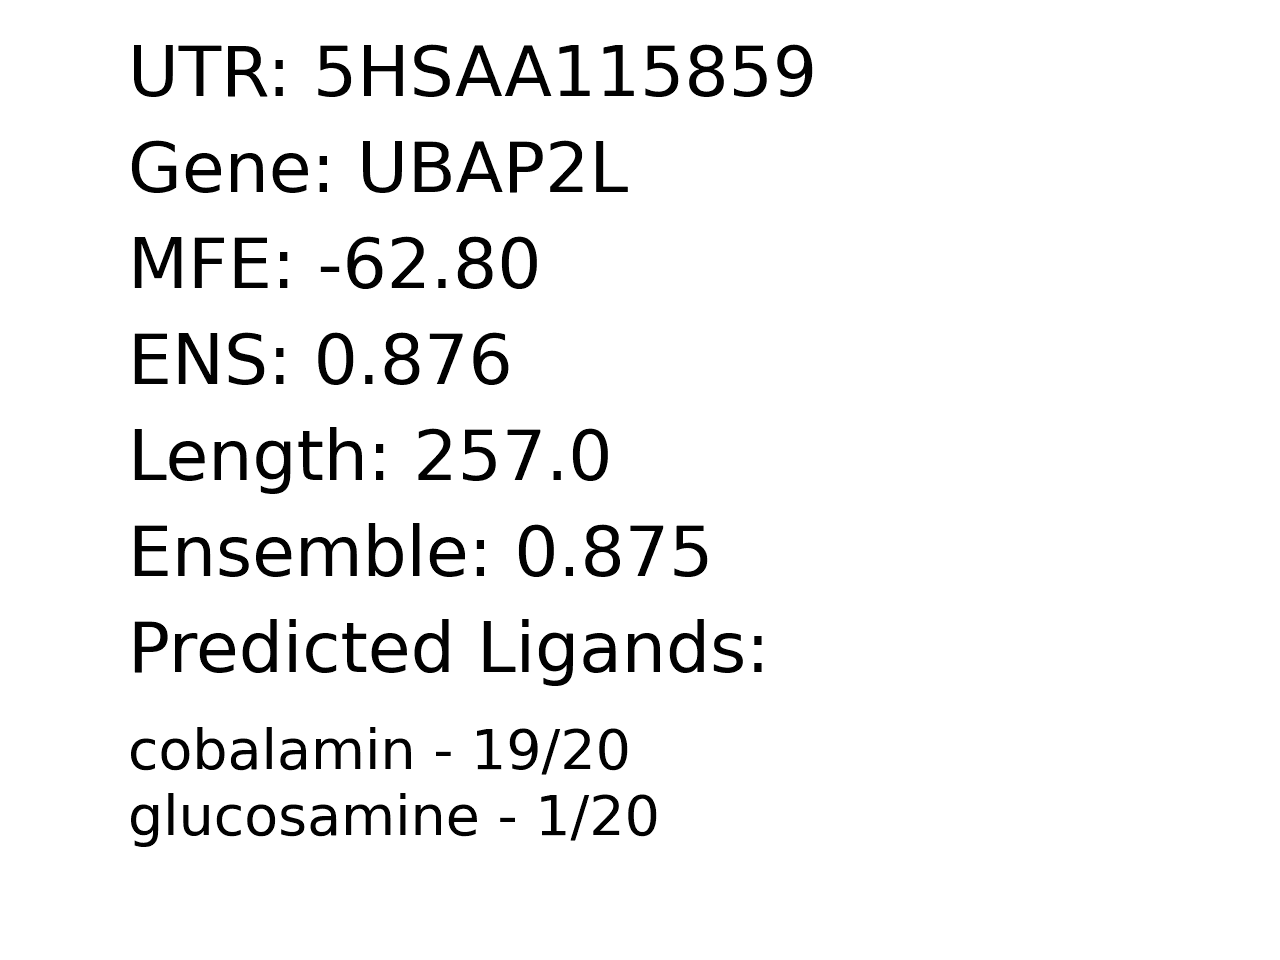 UTR: 5HSAA115859
Gene: UBAP2L
MFE: -62.80
ENS: 0.876
Length: 257.0
Ensemble: 0.875
Predicted Ligands:
cobalamin - 19/20
glucosamine - 1/20